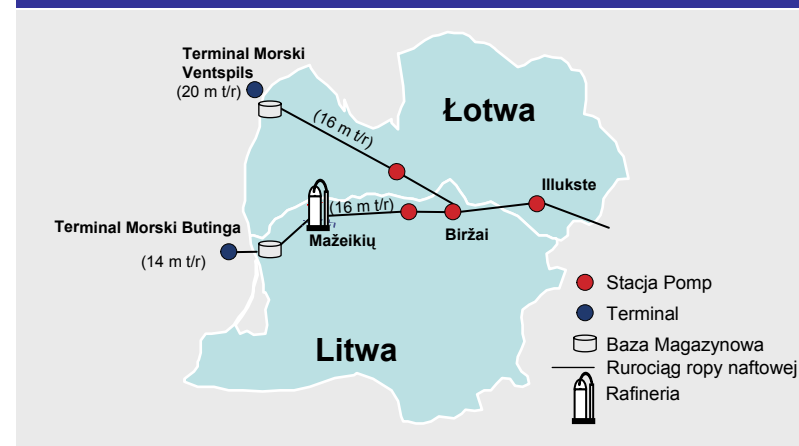 Terminal Morski
Ventspils
(20 m t/r)
(16 m t/r)
Łotwa
Illukste
(16 m t/r)
Terminal Morski Butinga
Mažeikių
Biržai
(14 m t/r)
Litwa
Stacja Pomp
Terminal
Baza Magazynowa
Rurociąg ropy naftowej
Rafineria